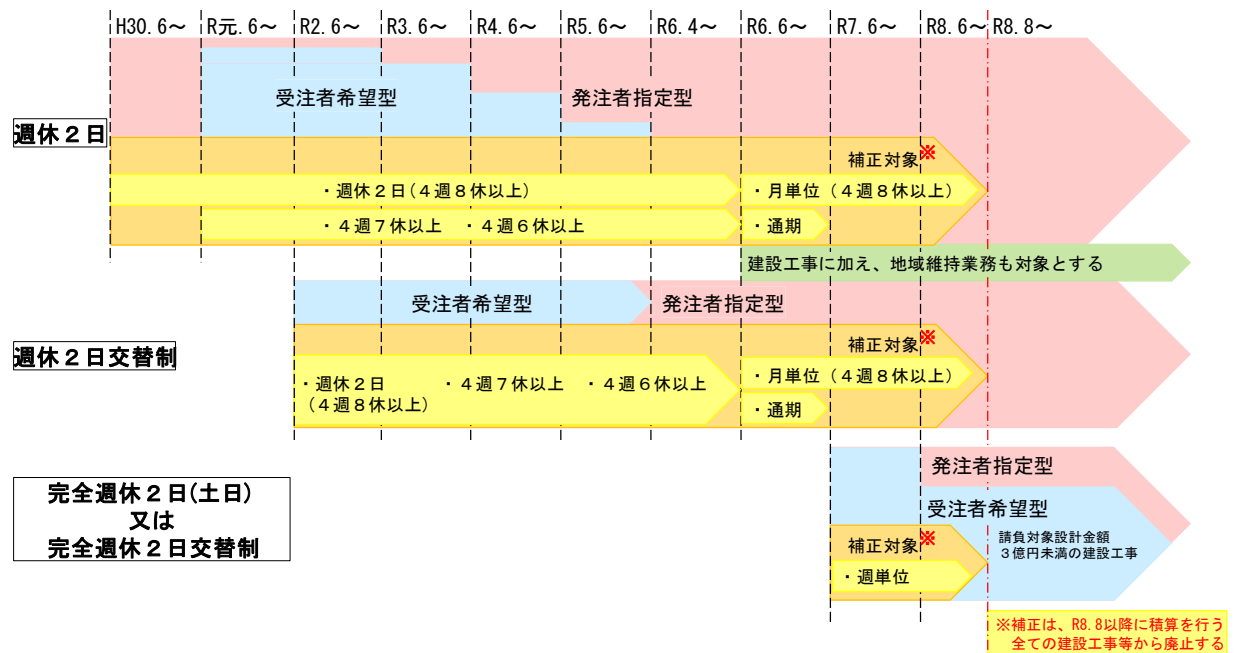 H30.6～ R元.6～ R2.6～ R3.6～ R4.6～ R5.6～ R6.4～ R6.6～ R7.6～ R8.6～ R8.8～
受注者希望型
発注者指定型
週休２日
補正対象※
・週休２日(４週８休以上)
・月単位（４週８休以上）
・４週７休以上 ・４週６休以上
・通期
建設工事に加え、地域維持業務も対象とする
受注者希望型
発注者指定型
週休２日交替制
補正対象※
・週休２日
（４週８休以上）
・４週７休以上
・４週６休以上
・月単位（４週８休以上）
・通期
完全週休２日(土日)
又は
完全週休２日交替制
発注者指定型
受注者希望型
請負対象設計金額
３億円未満の建設工事
補正対象※
・週単位
※補正は、R8.8以降に積算を行う
全ての建設工事等から廃止する